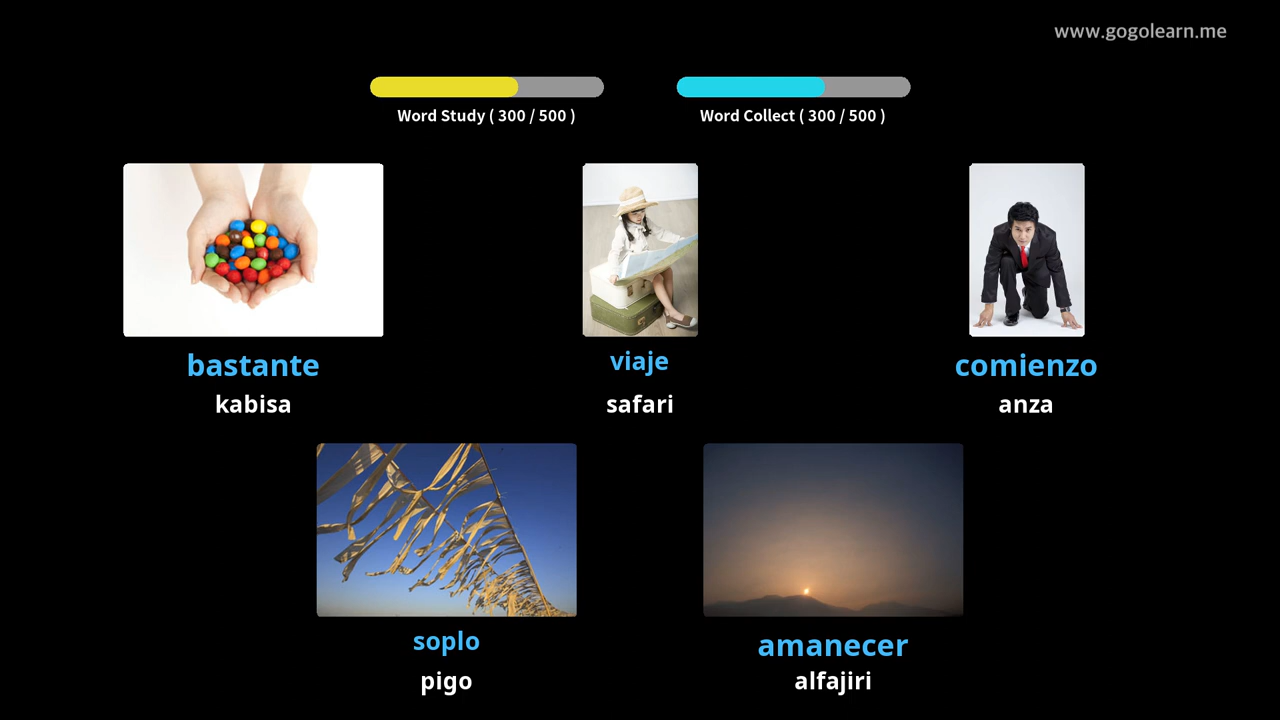 www.gogolearn.me
Word Study ( 300 / 500 )
Word Collect ( 300 / 500 )
bastante
kabisa
viaje
safari
comienzo
anza
soplo
pigo
amanecer
alfajiri